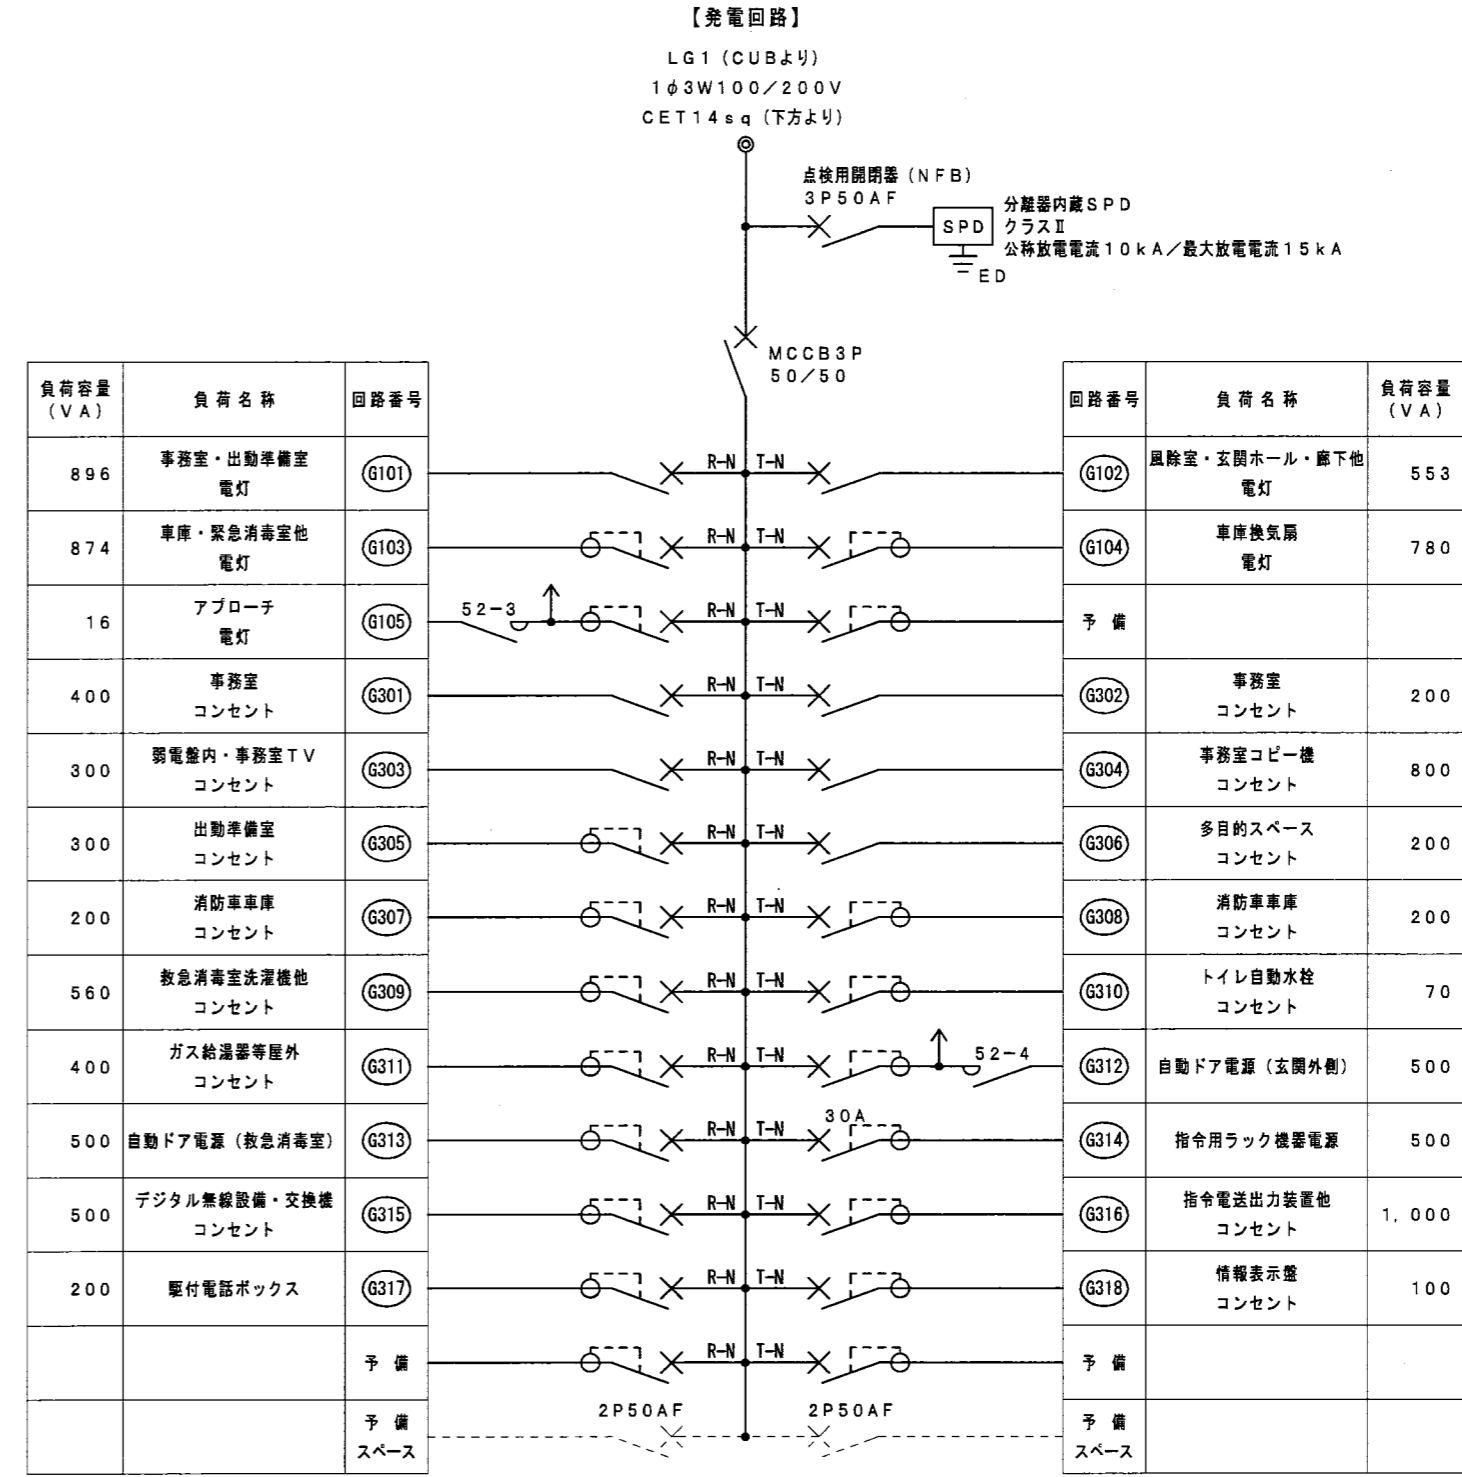 【発電回路】
LG1（CUBより）
1φ3W100／200V
CET14sq（下方より）
点検用開閉器（NFB）
3P50AF
SPD
分離器内蔵SPD
クラスⅡ
公称放電電流10kA／最大放電電流15kA
ED
MCCB3P
50／50
負荷容量
（VA）
負荷名称
回路番号
回路番号
負荷名称
負荷容量
（VA）
896
事務室・出動準備室
電灯
G101
R-N
T-N
G102
風除室・玄関ホール・廊下他
電灯
553
874
車庫・緊急消毒室他
電灯
G103
R-N
T-N
G104
車庫換気扇
電灯
780
16
アプローチ
電灯
G105
52-3
R-N
T-N
予備
400
事務室
コンセント
G301
R-N
T-N
G302
事務室
コンセント
200
300
弱電盤内・事務室TV
コンセント
G303
R-N
T-N
G304
事務室コピー機
コンセント
800
300
出動準備室
コンセント
G305
R-N
T-N
G306
多目的スペース
コンセント
200
200
消防車車庫
コンセント
G307
R-N
T-N
G308
消防車車庫
コンセント
200
560
救急消毒室洗濯機他
コンセント
G309
R-N
T-N
G310
トイレ自動水栓
コンセント
70
400
ガス給湯器等屋外
コンセント
G311
R-N
T-N
52-4
G312
自動ドア電源（玄関外側）
500
500
自動ドア電源（救急消毒室）
G313
R-N
T-N
30A
G314
指令用ラック機器電源
500
500
デジタル無線設備・交換機
コンセント
G315
R-N
T-N
G316
指令電送出力装置他
コンセント
1,000
200
駆付電話ボックス
G317
R-N
T-N
G318
情報表示盤
コンセント
100
予備
R-N
T-N
予備
予備
スペース
2P50AF
2P50AF
予備
スペース